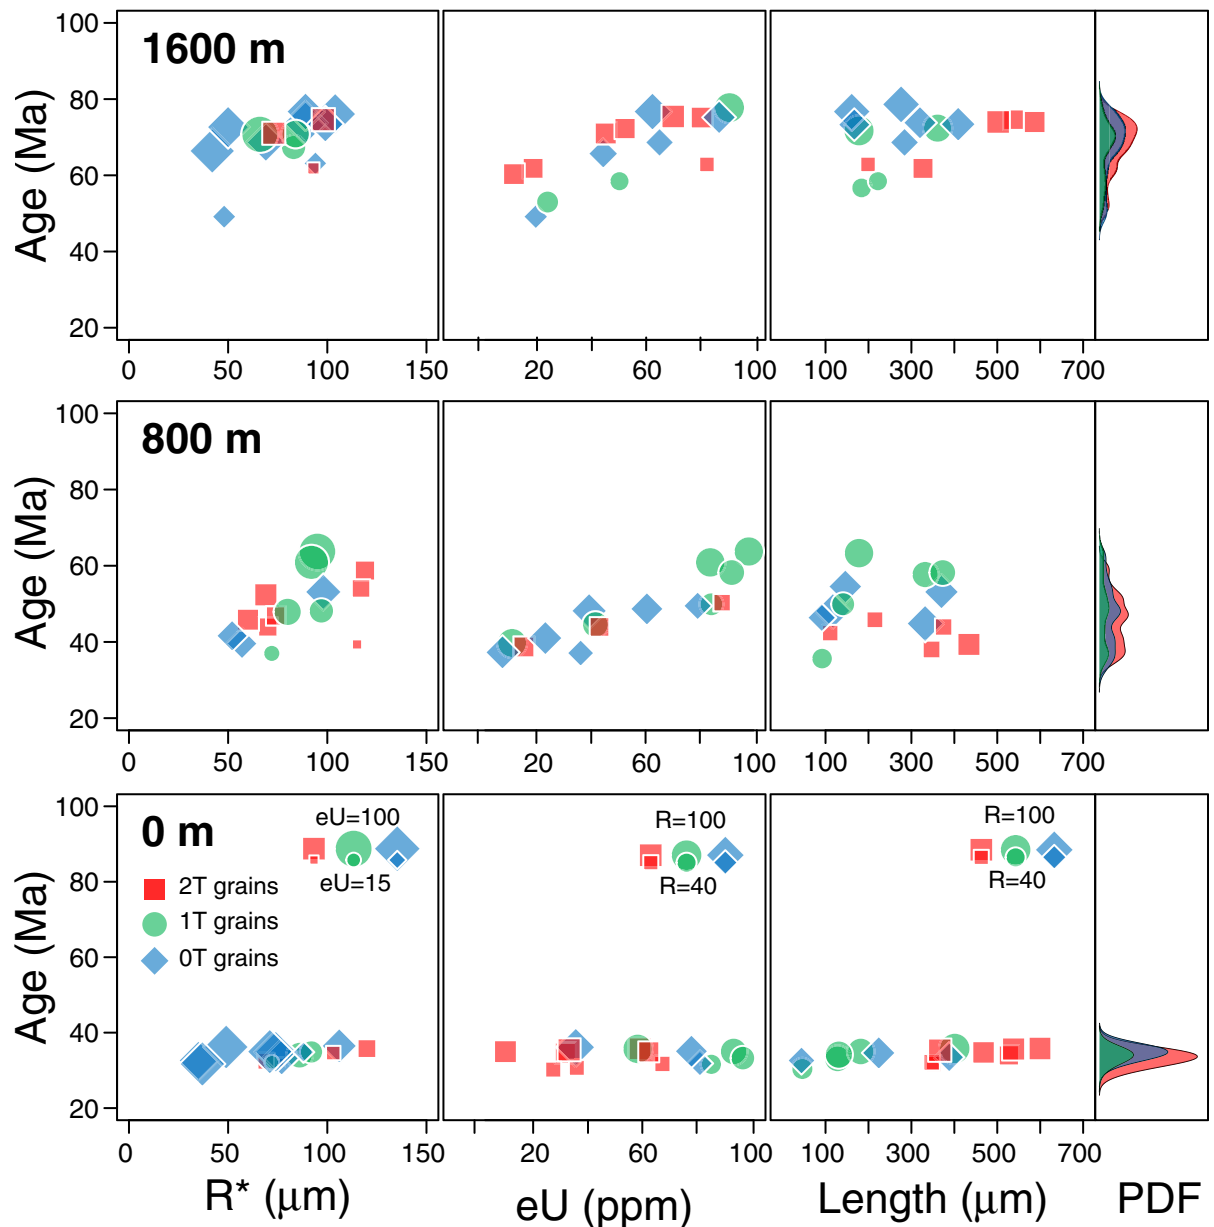 1600 m
Age (Ma)
100
80
60
40
20
0 50 100 150
20 60 100
100 300 500 700
800 m
Age (Ma)
100
80
60
40
20
0 50 100 150
20 60 100
100 300 500 700
0 m
Age (Ma)
100
80
60
40
20
eU=100
eU=15
2T grains
1T grains
0T grains
R=100
R=40
R=100
R=40
0 50 100 150
20 60 100
100 300 500 700
R* (μm)
eU (ppm)
Length (μm)
PDF